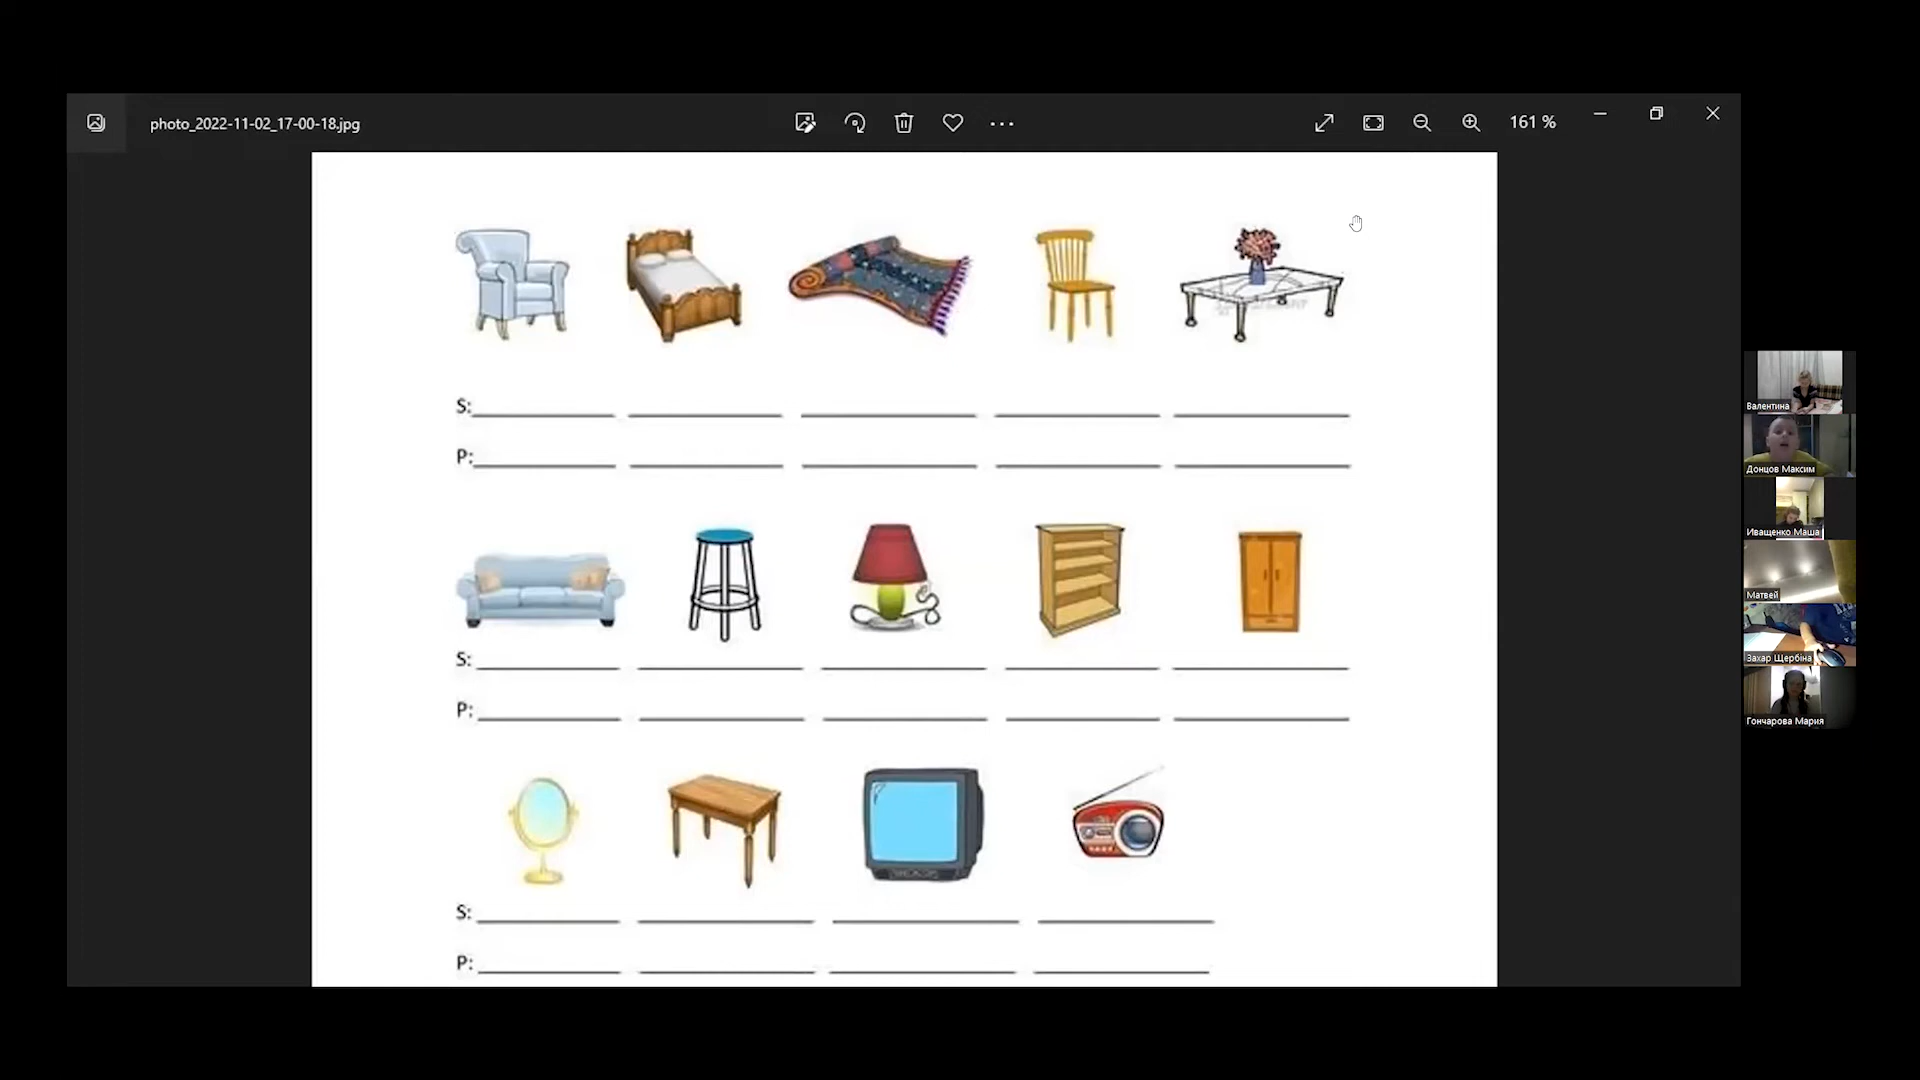 photo_2022-11-02_17-00-18.jpg
161 %
S:
P:
S:
P:
S:
P:
Валентина
Донцов Максим
Иващенко Маша
Матвей
Захар Щербіна
Гончарова Мария